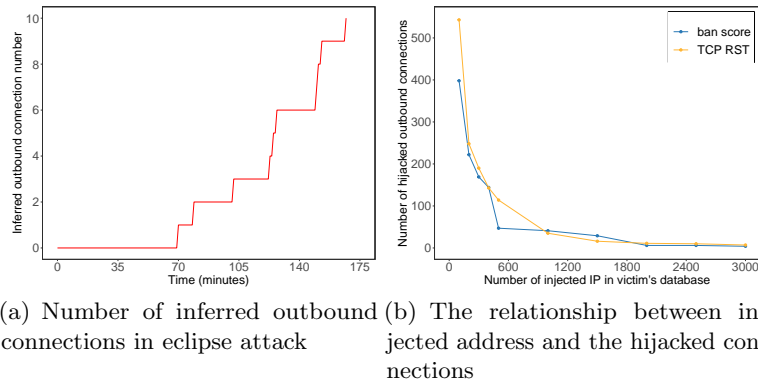 10
8
6
4
2
0
Inferred outbound connection number
0 35 70 105 140 175
Time (minutes)
500
400
300
200
100
0
Number of hijacked outbound connections
ban score
TCP RST
0 600 1200 1800 2400 3000
Number of injected IP in victim's database
(a) Number of inferred outbound
connections in eclipse attack
(b) The relationship between in
jected address and the hijacked con
nections